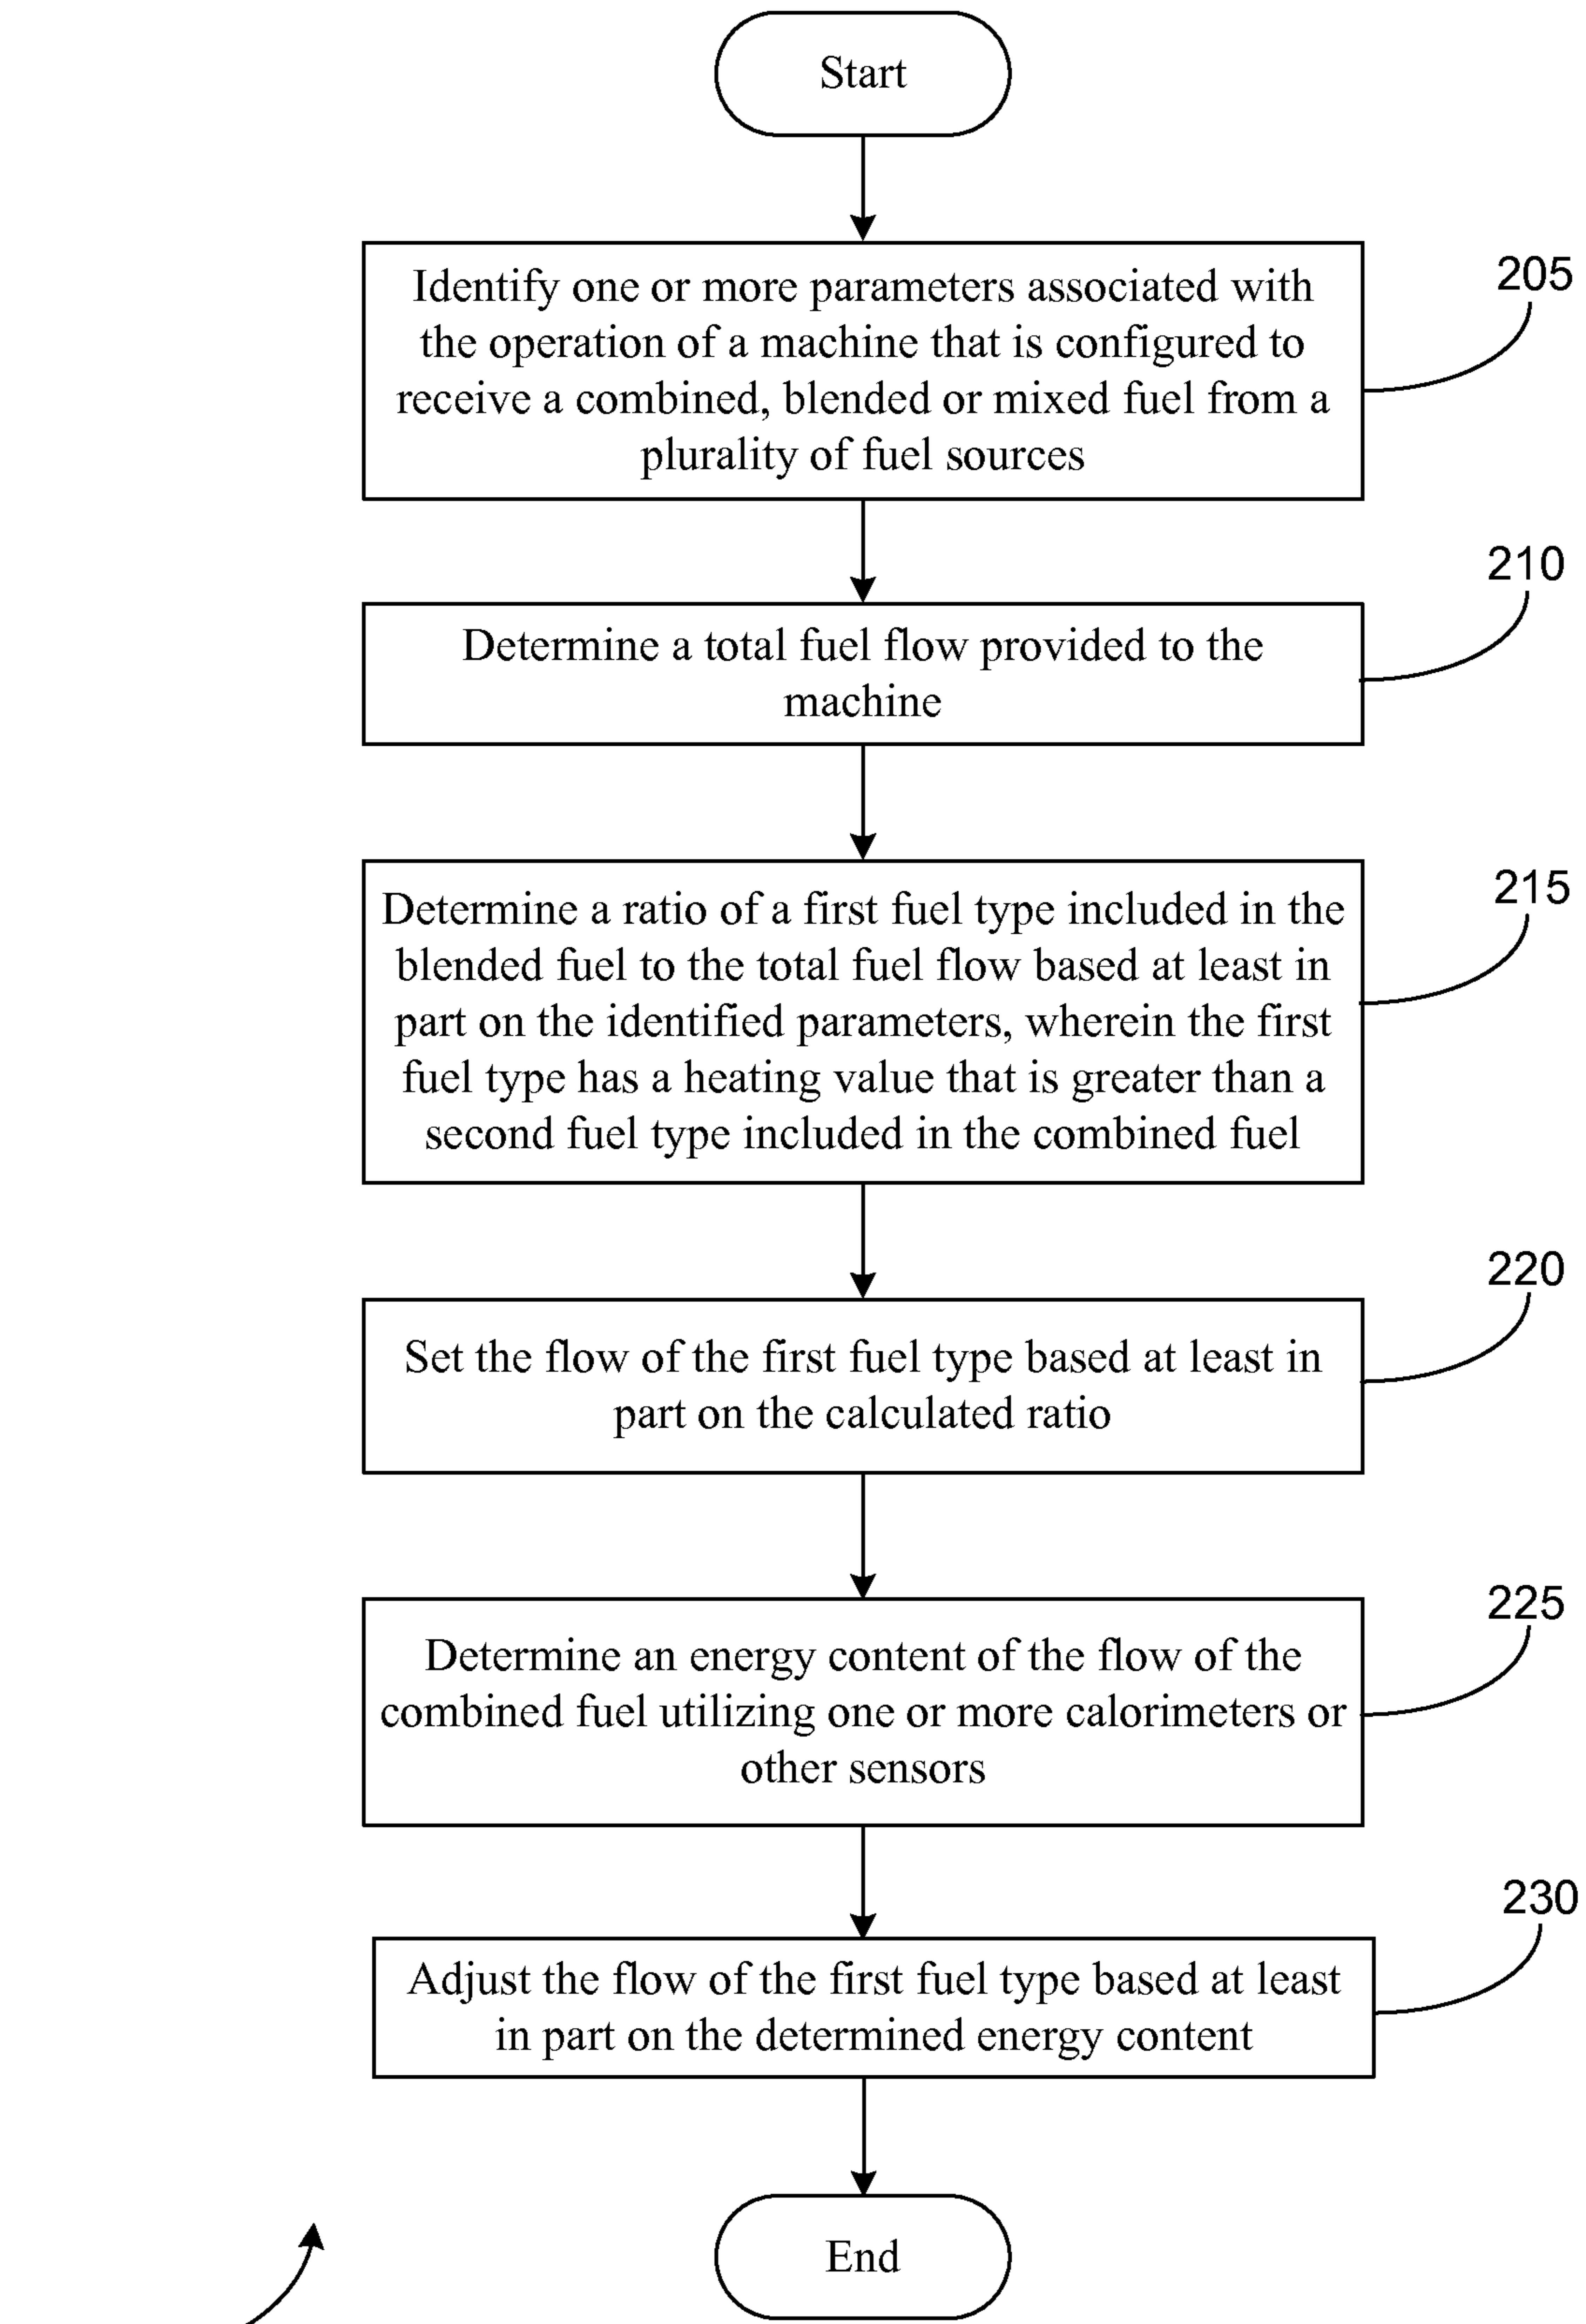 Start
Identify one or more parameters associated with
the operation of a machine that is configured to
receive a combined, blended or mixed fuel from a
plurality of fuel sources
205
Determine a total fuel flow provided to the
machine
210
Determine a ratio of a first fuel type included in the
blended fuel to the total fuel flow based at least in
part on the identified parameters, wherein the first
fuel type has a heating value that is greater than a
second fuel type included in the combined fuel
215
Set the flow of the first fuel type based at least in
part on the calculated ratio
220
Determine an energy content of the flow of the
combined fuel utilizing one or more calorimeters or
other sensors
225
Adjust the flow of the first fuel type based at least
in part on the determined energy content
230
End